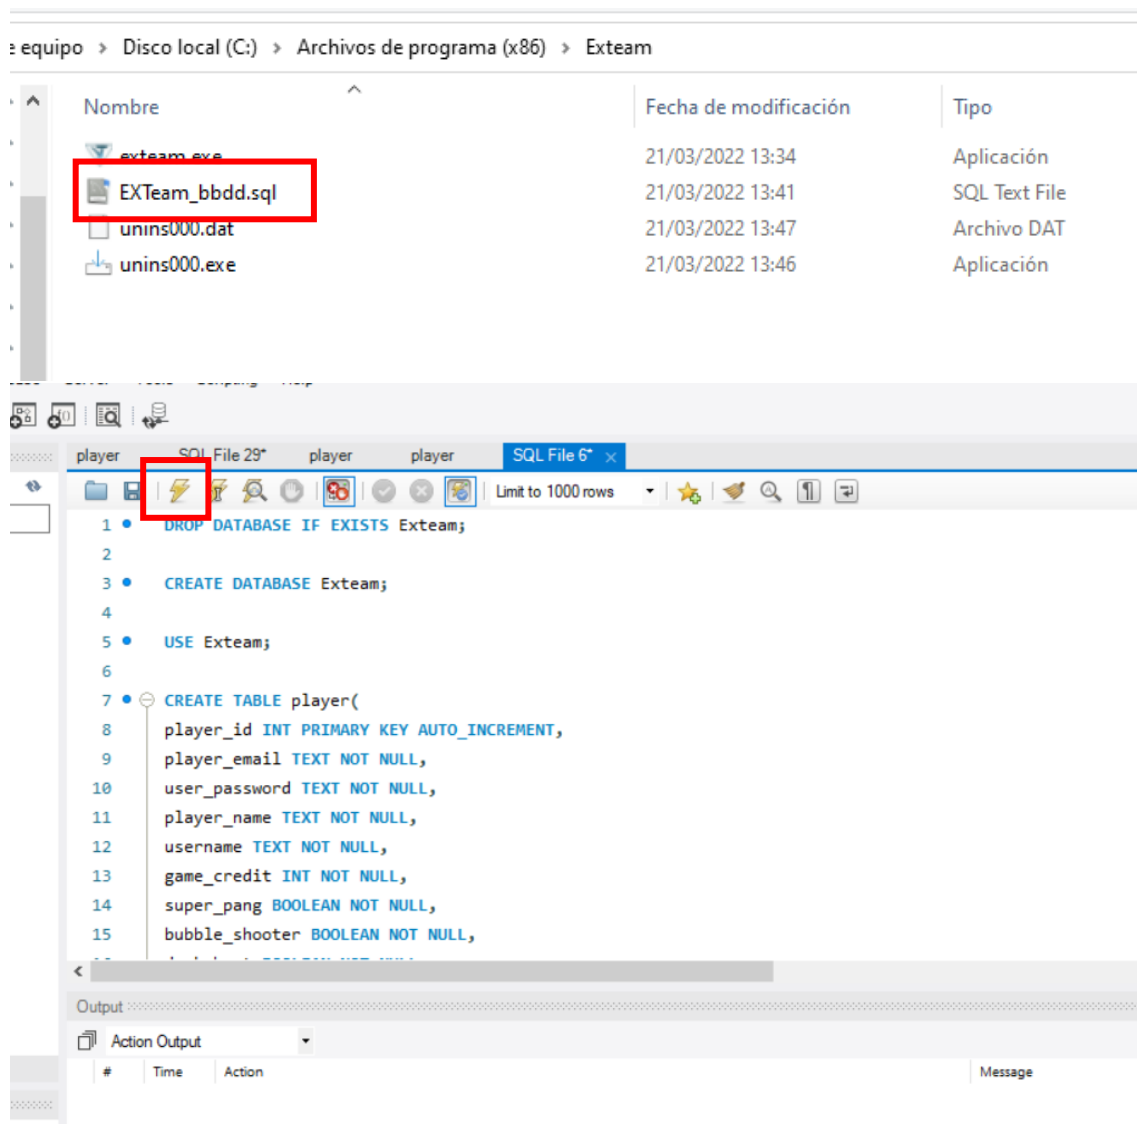 equipo > Disco local (C:) > Archivos de programa (x86) > Exteam
Nombre Fecha de modificación Tipo
exteam.exe 21/03/2022 13:34 Aplicación
EXTeam_bbdd.sql 21/03/2022 13:41 SQL Text File
unins000.dat 21/03/2022 13:47 Archivo DAT
unins000.exe 21/03/2022 13:46 Aplicación
player SQL File 29* player player SQL File 6* ×
Limit to 1000 rows
1 DROP DATABASE IF EXISTS Exteam;
2
3 CREATE DATABASE Exteam;
4
5 USE Exteam;
6
7 CREATE TABLE player(
8 player_id INT PRIMARY KEY AUTO_INCREMENT,
9 player_email TEXT NOT NULL,
10 user_password TEXT NOT NULL,
11 player_name TEXT NOT NULL,
12 username TEXT NOT NULL,
13 game_credit INT NOT NULL,
14 super_pang BOOLEAN NOT NULL,
15 bubble_shooter BOOLEAN NOT NULL,
Output
Action Output
# Time Action Message